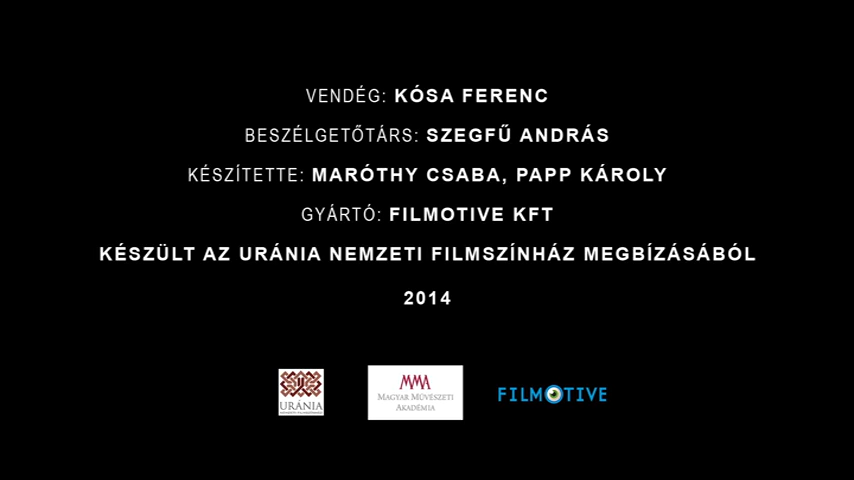 VENDÉG: KÓSA FERENC
BESZÉLGETŐTÁRS: SZEGFŰ ANDRÁS
KÉSZÍTETTE: MARÓTHY CSABA, PAPP KÁROLY
GYÁRTÓ: FILMOTIVE KFT
KÉSZÜLT AZ URÁNIA NEMZETI FILMSZÍNHÁZ MEGBÍZÁSÁBÓL
2014
URÁNIA
MMA
MAGYAR MŰVÉSZETI
AKADÉMIA
FILMOTIVE